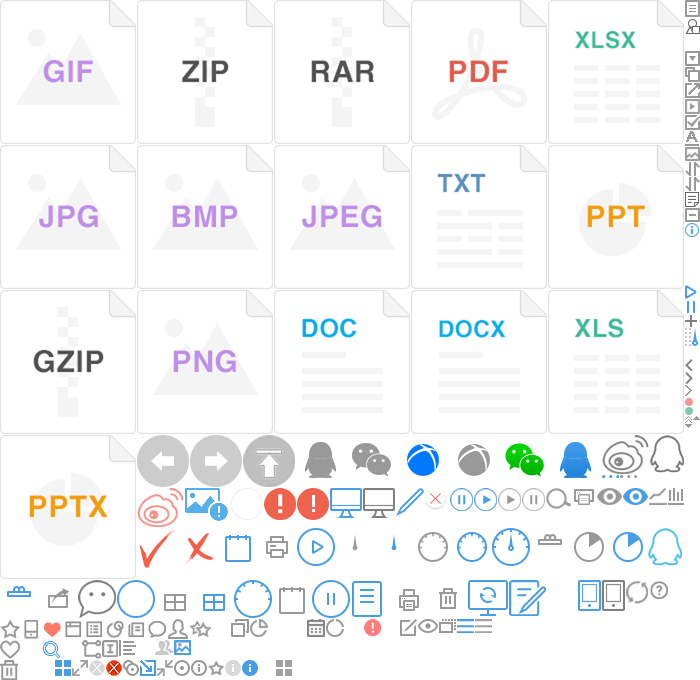 GIF
ZIP
RAR
PDF
XLSX
JPG
BMP
JPEG
TXT
PPT
GZIP
PNG
DOC
DOCX
XLS
PPTX